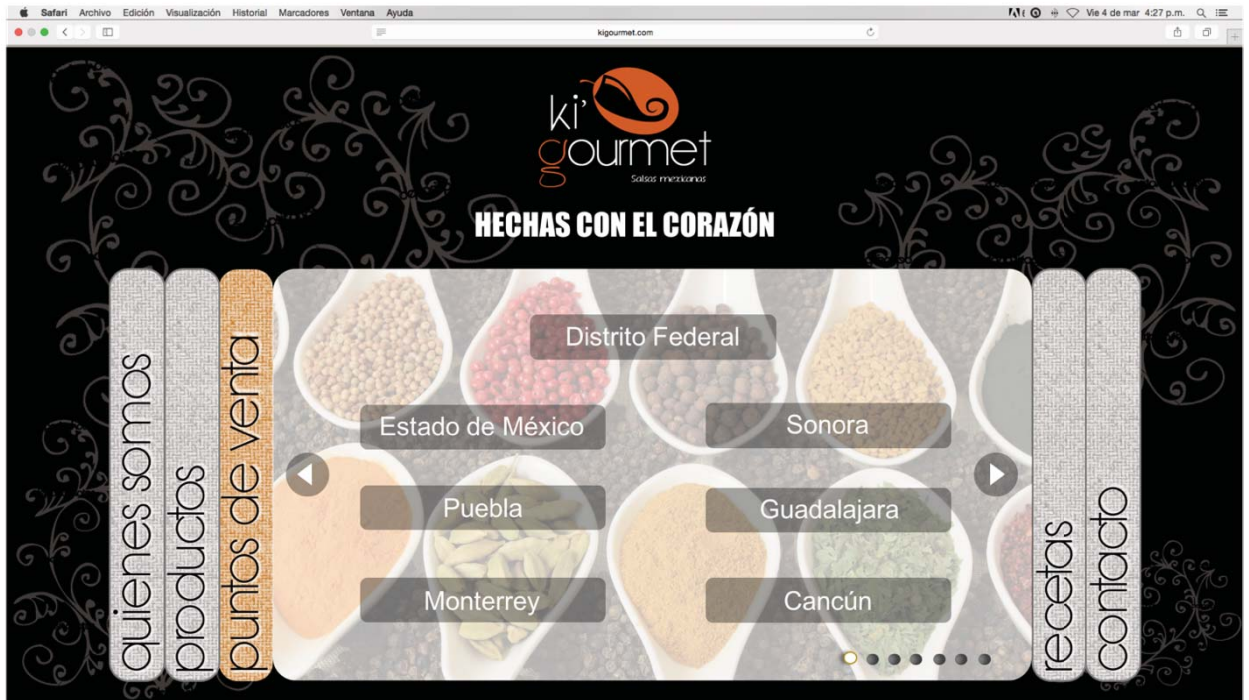 Safari Archivo Edición Visualización Historial Marcadores Ventana Ayuda
Vie 4 de mar 4:27 p.m.
kigourmet.com
ki'
gourmet
Salsas mexicanas
HECHAS CON EL CORAZÓN
quienes somos
productos
puntos de venta
Distrito Federal
Estado de México
Sonora
Puebla
Guadalajara
Monterrey
Cancún
recetas
contacto